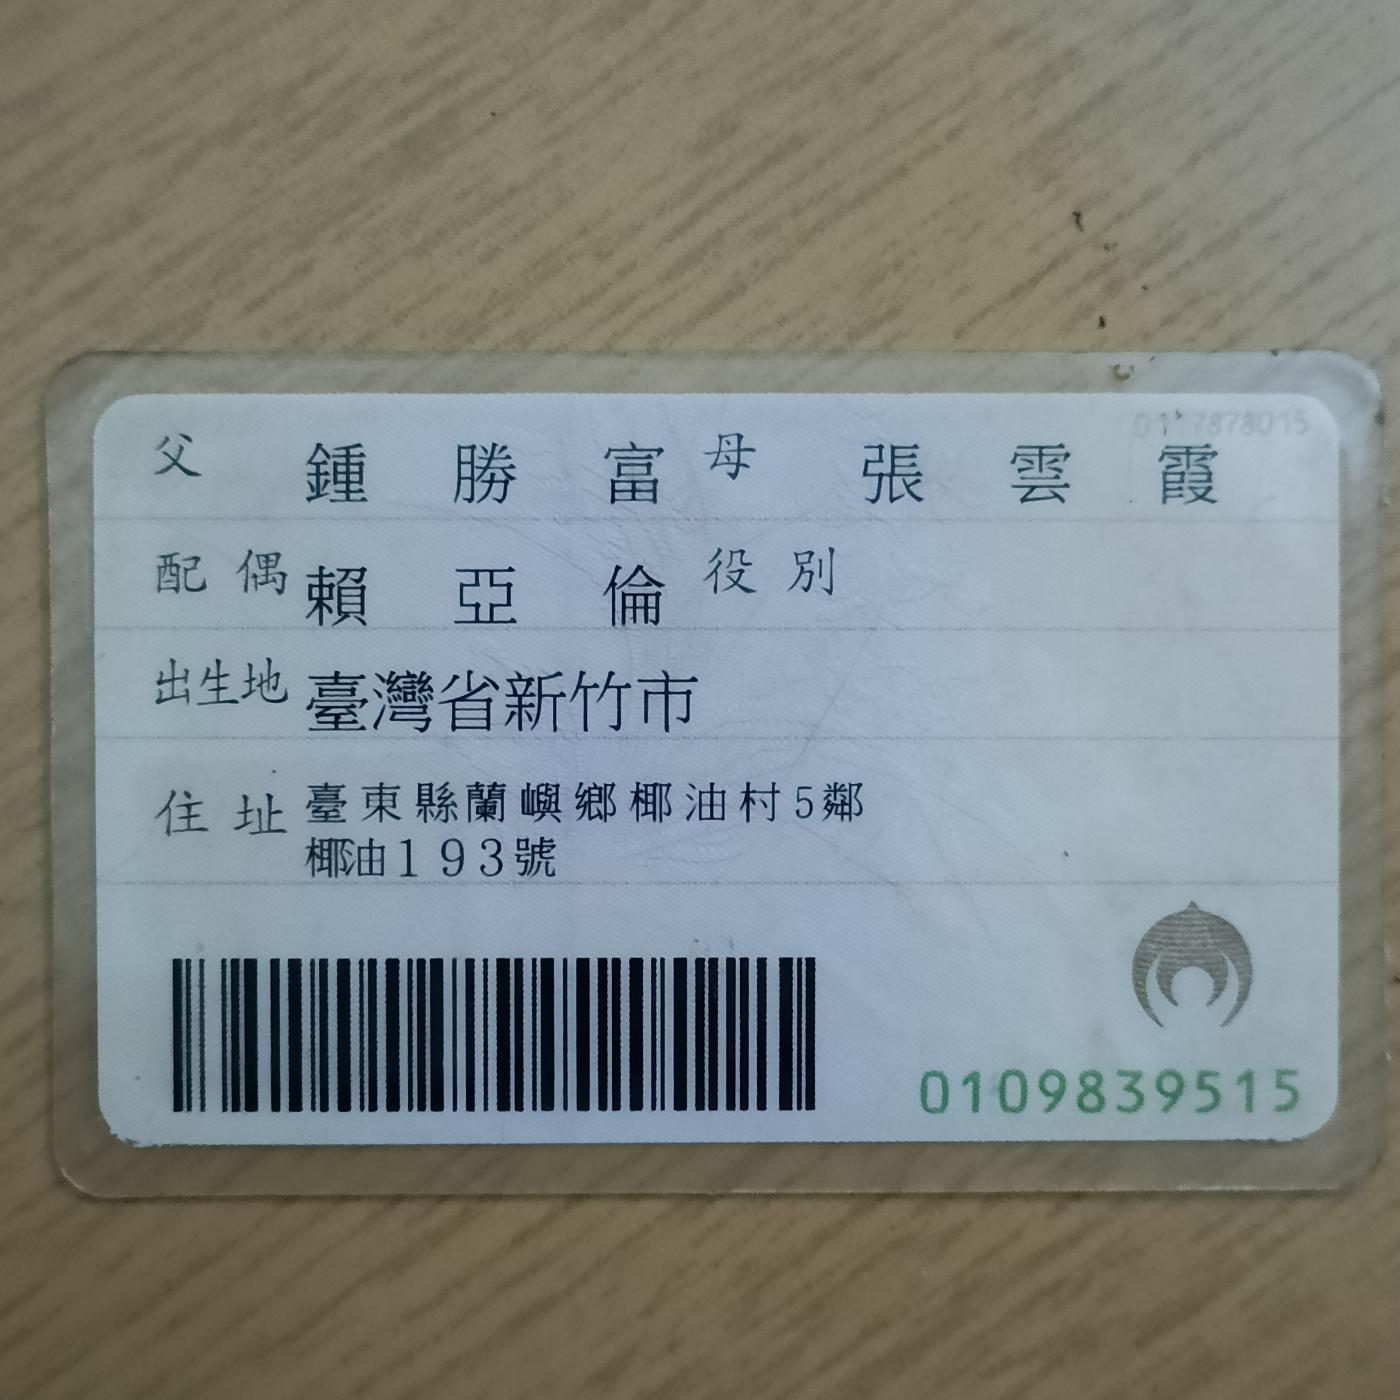 0117878015
父 鍾勝富 母 張雲霞
配偶 賴亞倫 役別
出生地 臺灣省新竹市
住址 臺東縣蘭嶼鄉椰油村5鄰
椰油193號
0109839515